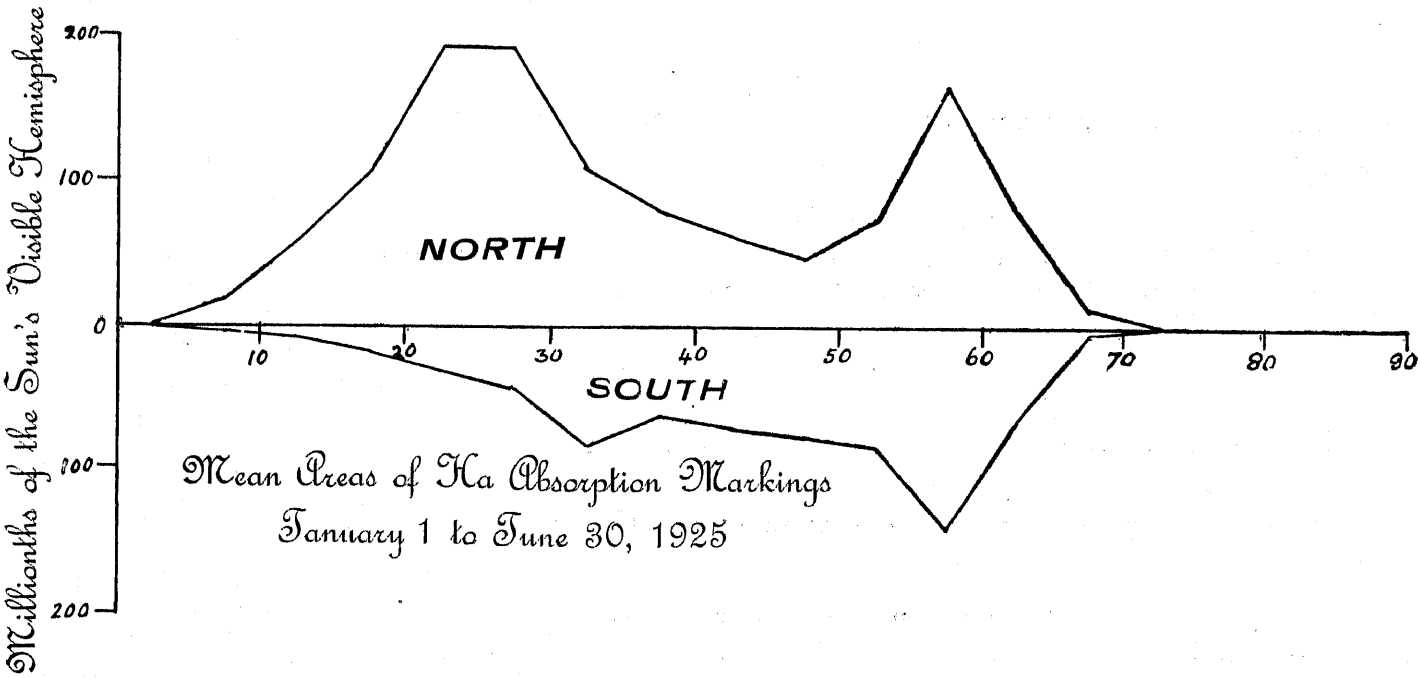 Millionths of the Sun's Visible Hemisphere
200
100
0
100
200
10 20 30 40 50 60 70 80 90
NORTH
SOUTH
Mean Areas of Ha Absorption Markings
January 1 to June 30, 1925